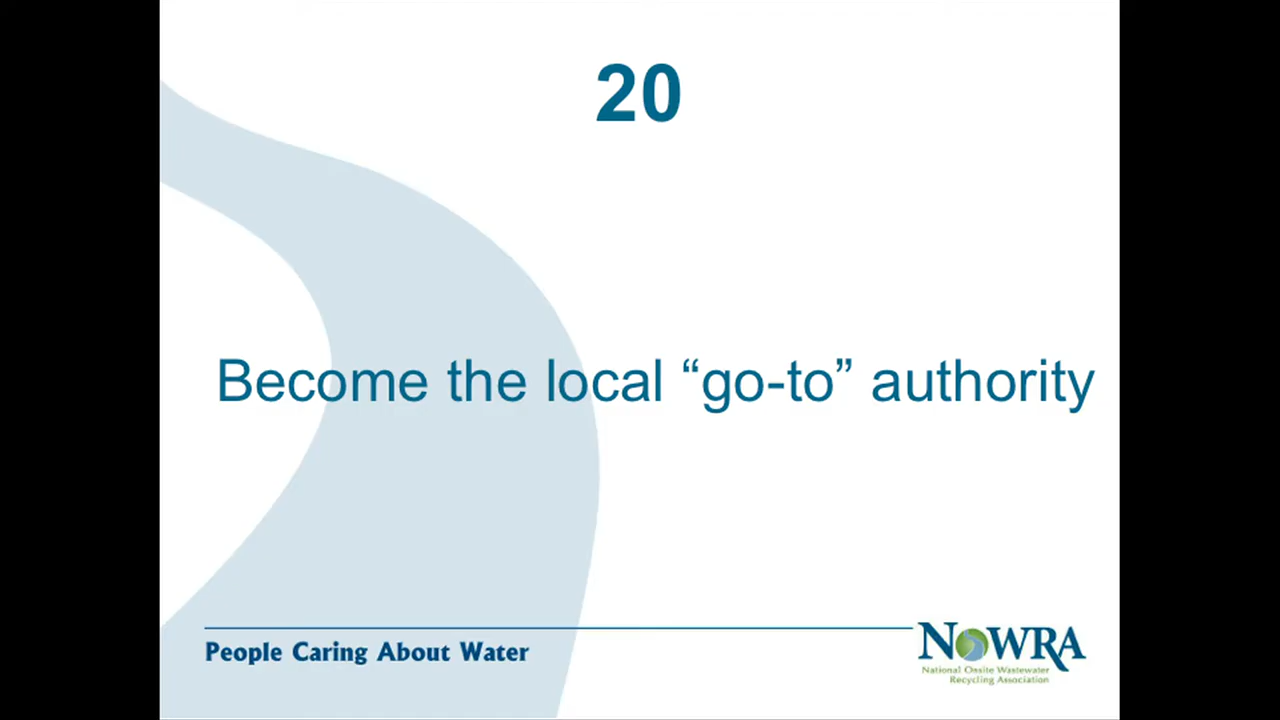 20
Become the local “go-to” authority
People Caring About Water
NOWRA
National Onsite Wastewater
Recycling Association